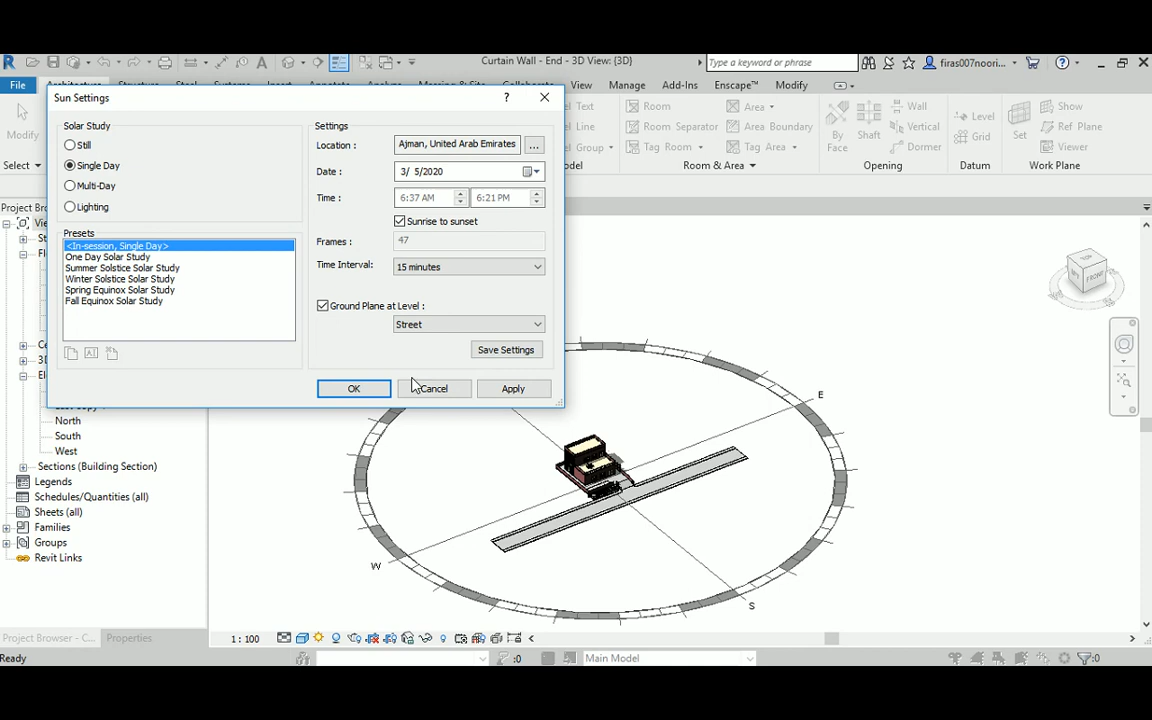 Curtain Wall - End - 3D View: {3D}
Type a keyword or phrase
firas007noori...
File
View
Manage
Add-Ins
Enscape™
Modify
Sun Settings
?
Solar Study
Still
Single Day
Multi-Day
Lighting
Presets
<In-session, Single Day>
One Day Solar Study
Summer Solstice Solar Study
Winter Solstice Solar Study
Spring Equinox Solar Study
Fall Equinox Solar Study
Settings
Location :
Ajman, United Arab Emirates
...
Date :
3/ 5/2020
Time :
6:37 AM
6:21 PM
Sunrise to sunset
Frames :
47
Time Interval:
15 minutes
Ground Plane at Level :
Street
Save Settings
OK
Cancel
Apply
Modify
Select
Text
Line
Group
Room
Room Separator
Tag Room
Area
Area Boundary
Tag Area
Room & Area
By
Face
Shaft
Wall
Vertical
Dormer
Opening
Level
Grid
Datum
Set
Show
Ref Plane
Viewer
Work Plane
Project Bro
North
South
West
Sections (Building Section)
Legends
Schedules/Quantities (all)
Sheets (all)
Families
Groups
Revit Links
FRONT
E
W
S
Project Browser - C...
Properties
1 : 100
Ready
:0
Main Model
:0